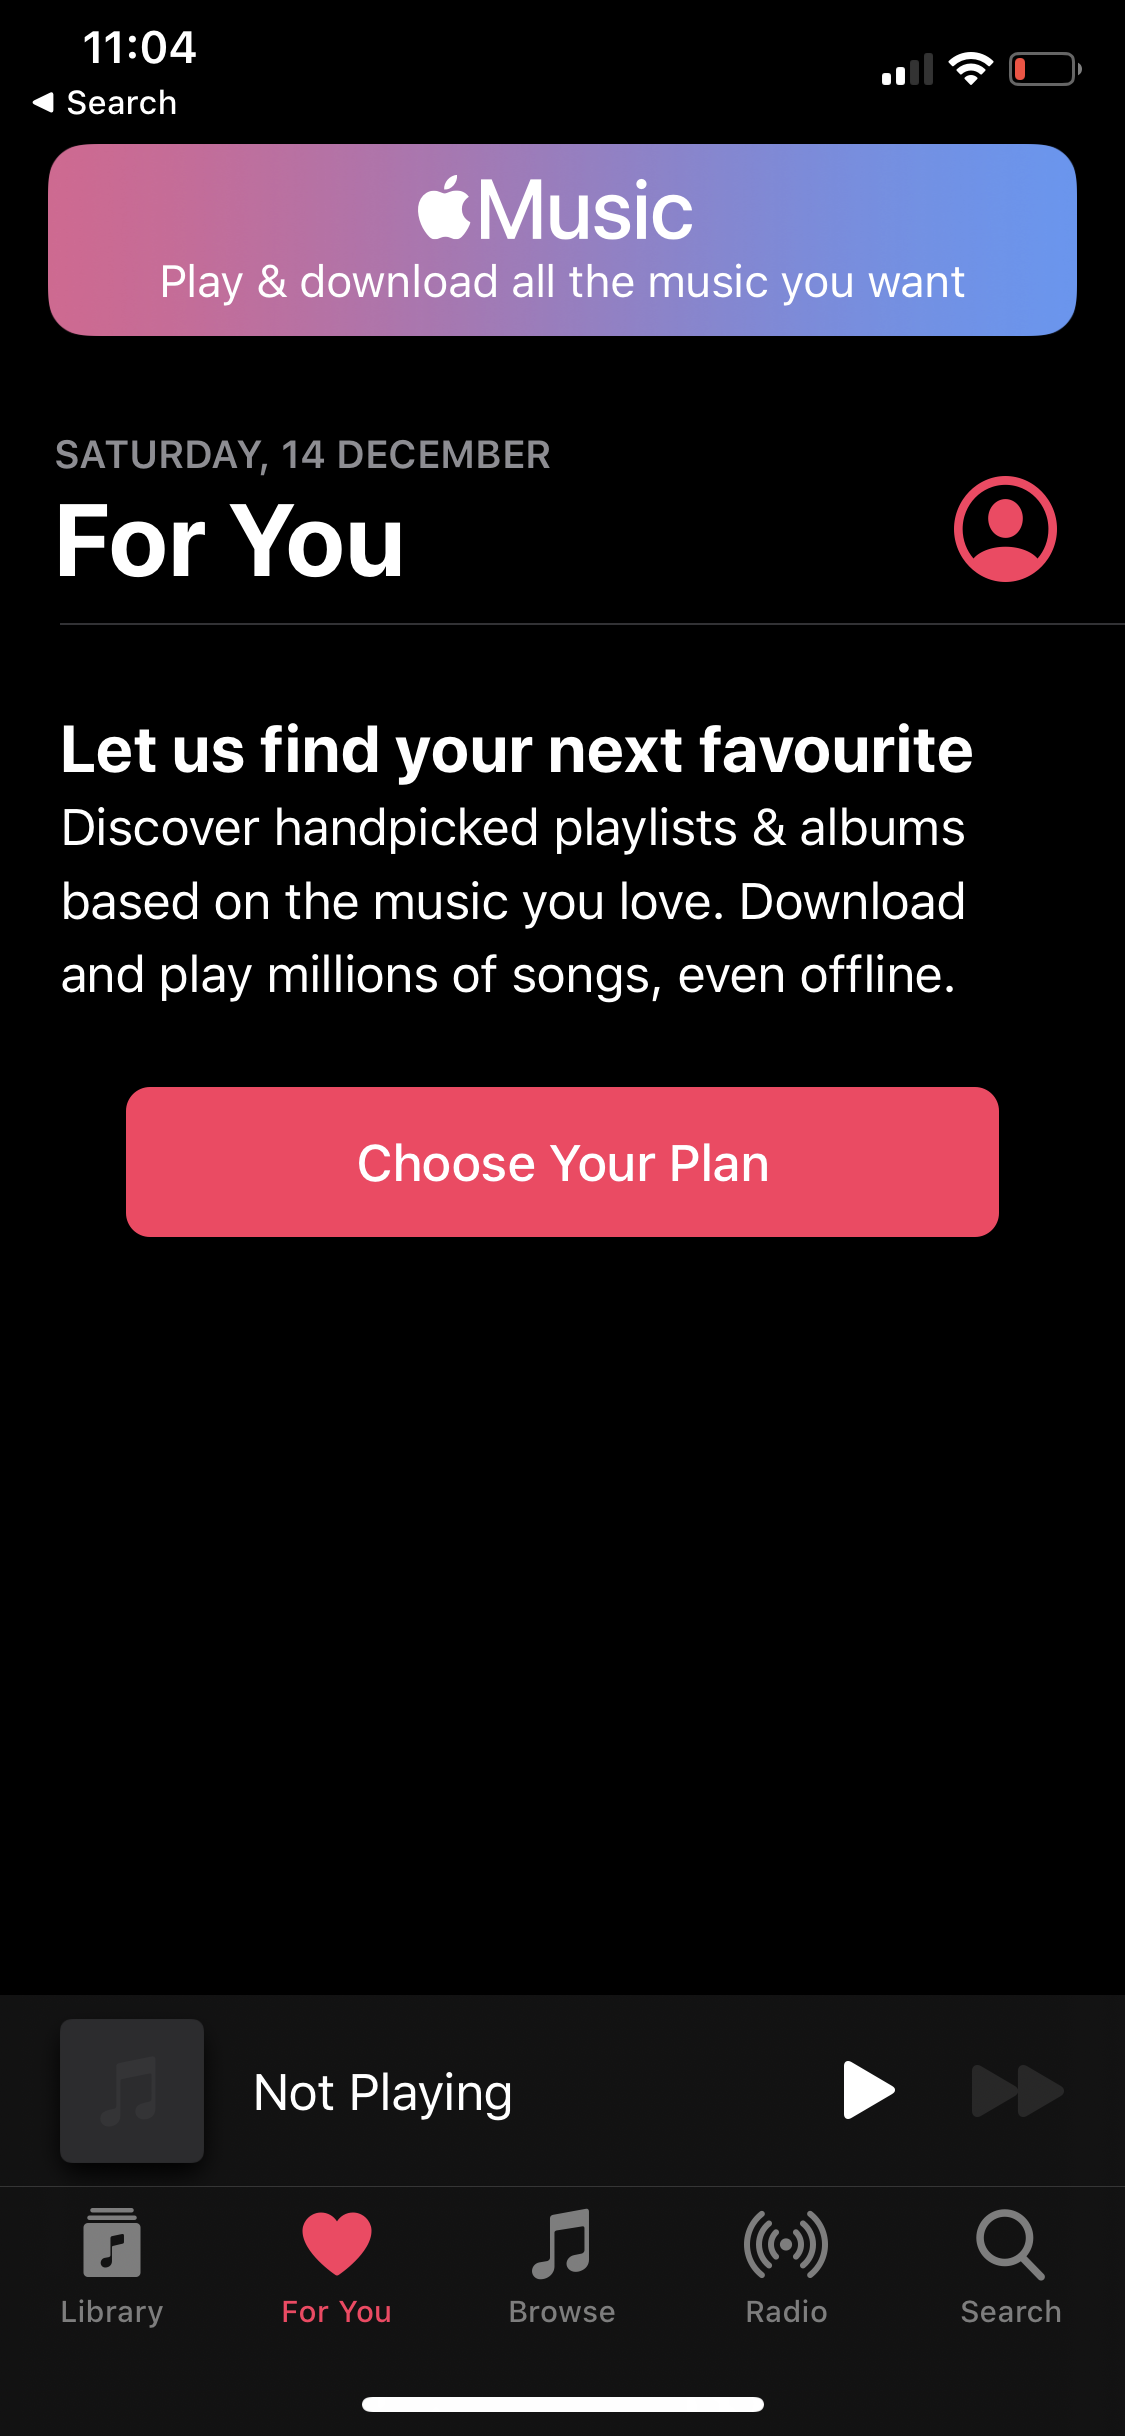 11:04
Search
Music
Play & download all the music you want
SATURDAY, 14 DECEMBER
For You
Let us find your next favourite
Discover handpicked playlists & albums
based on the music you love. Download
and play millions of songs, even offline.
Choose Your Plan
Not Playing
Library
For You
Browse
Radio
Search